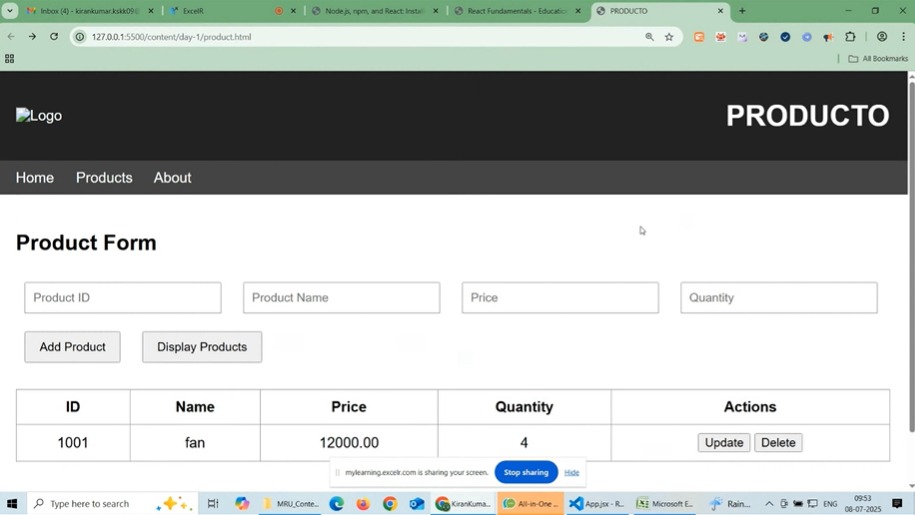 Inbox (4) - kirankumar.kskk09@
ExcelR
Node.js, npm, and React: Instal
React Fundamentals - Educatio
PRODUCTO
127.0.0.1:5500/content/day-1/product.html
All Bookmarks
Logo
PRODUCTO
Home Products About
Product Form
Product ID Product Name Price Quantity
Add Product Display Products
ID Name Price Quantity Actions
1001 fan 12000.00 4 Update Delete
mylearning.excelr.com is sharing your screen. Stop sharing Hide
Type here to search
MRU_Conte...
KiranKuma...
All-in-One ...
App.jsx - R...
Microsoft E...
Rain...
ENG
09:53
08-07-2025